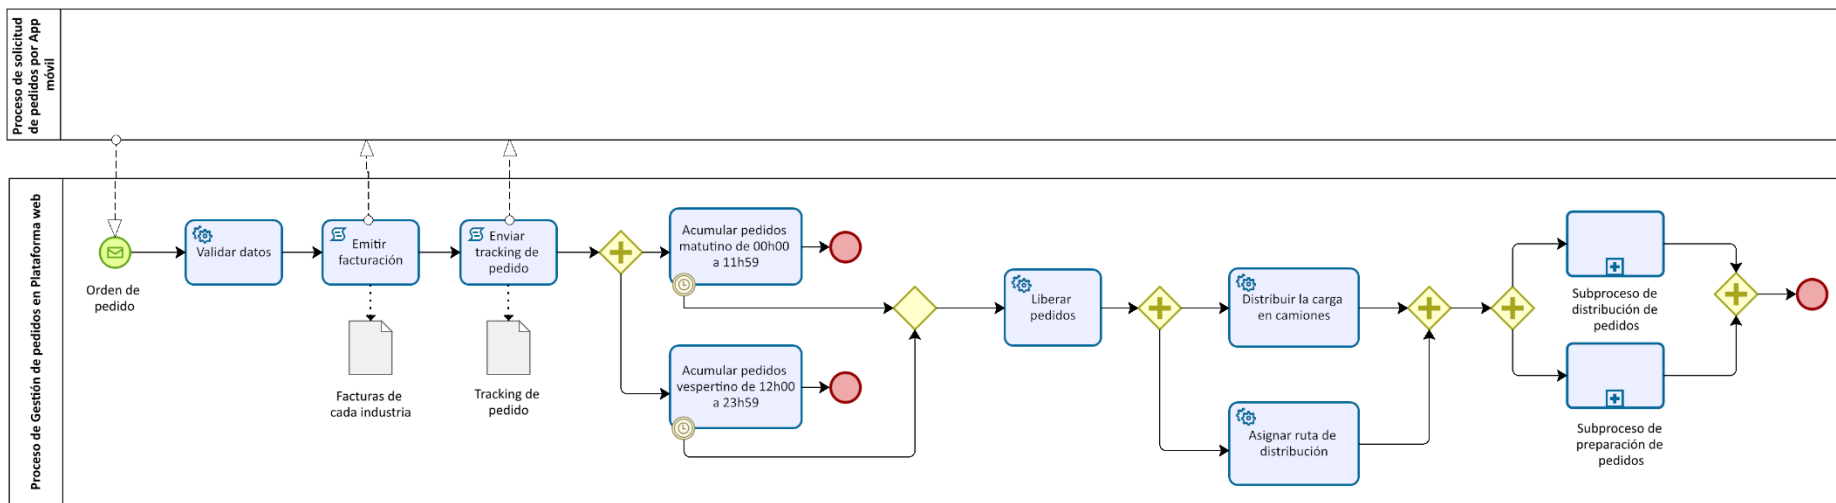 Proceso de solicitud
de pedidos por App
móvil
Proceso de Gestión de pedidos en Plataforma web
Orden de
pedido
Validar datos
Emitir
facturación
Facturas de
cada industria
Enviar
tracking de
pedido
Tracking de
pedido
Acumular pedidos
matutino de 00h00
a 11h59
Acumular pedidos
vespertino de 12h00
a 23h59
Liberar
pedidos
Distribuir la carga
en camiones
Asignar ruta de
distribución
Subproceso de
distribución de
pedidos
Subproceso de
preparación de
pedidos